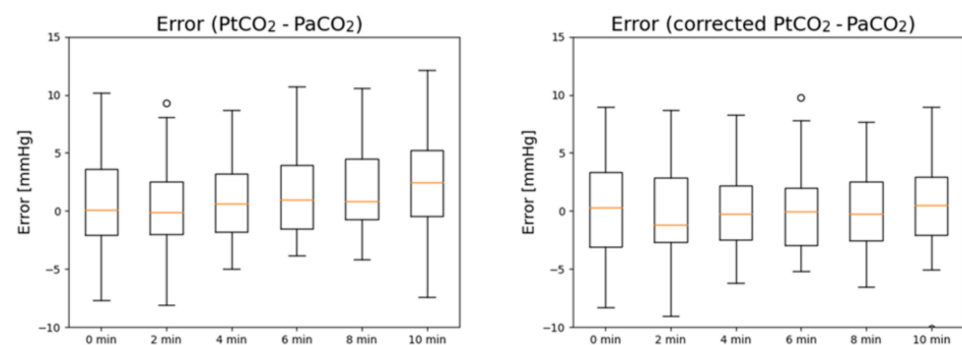 Error (PtCO₂ - PaCO₂)
Error [mmHg]
15
10
5
0
−5
−10
0 min 2 min 4 min 6 min 8 min 10 min
Error (corrected PtCO₂ - PaCO₂)
Error [mmHg]
15
10
5
0
−5
−10
0 min 2 min 4 min 6 min 8 min 10 min